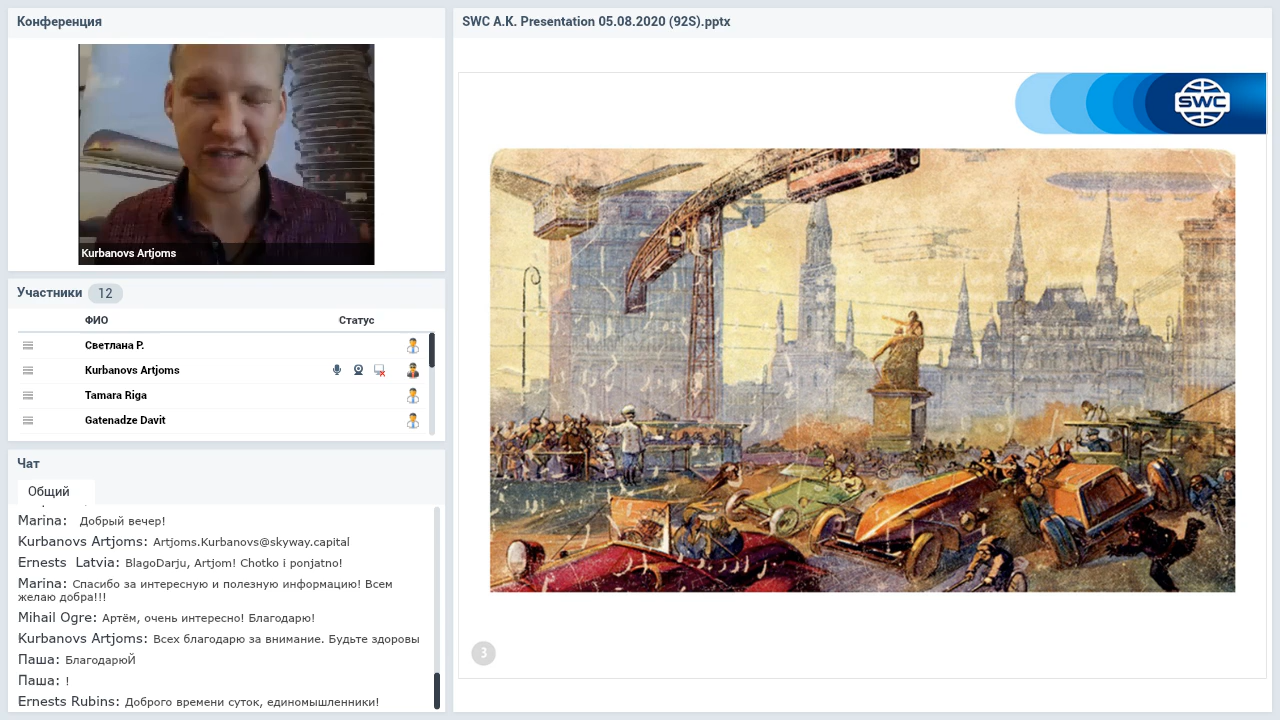 Конференция
Kurbanovs Artjoms
Участники 12
ФИО Статус
Светлана Р.
Kurbanovs Artjoms
Tamara Riga
Gatenadze Davit
Чат
Общий
Marina: Добрый вечер!
Kurbanovs Artjoms: Artjoms.Kurbanovs@skyway.capital
Ernests Latvia: BlagoDarju, Artjom! Chotko i ponjatno!
Marina: Спасибо за интересную и полезную информацию! Всем
желаю добра!!!
Mihail Ogre: Артём, очень интересно! Благодарю!
Kurbanovs Artjoms: Всех благодарю за внимание. Будьте здоровы
Паша: БлагодарюЙ
Паша: !
Ernests Rubins: Доброго времени суток, единомышленники!
SWC A.K. Presentation 05.08.2020 (92S).pptx
SWC
3